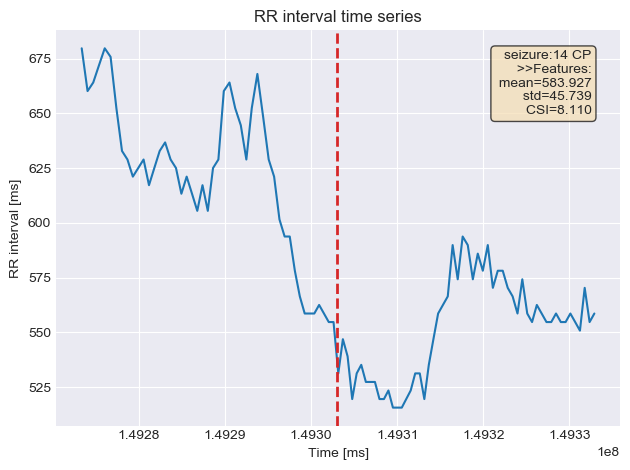 RR interval time series
seizure:14 CP
>>Features:
mean=583.927
std=45.739
CSI=8.110
RR interval [ms]
675
650
625
600
575
550
525
1.4928 1.4929 1.4930 1.4931 1.4932 1.4933
Time [ms]
1e8